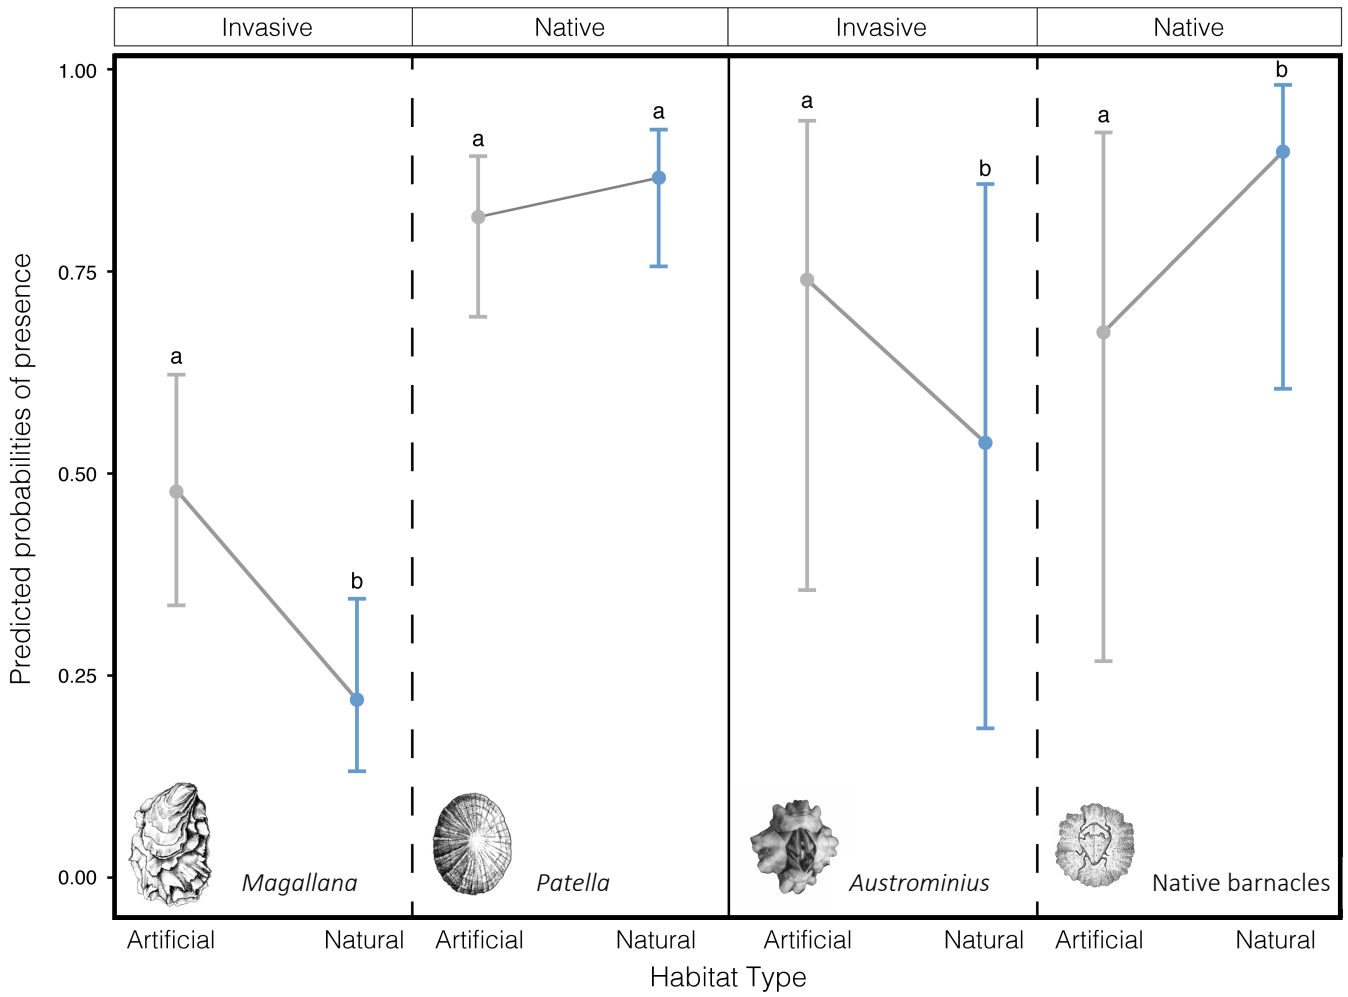 Invasive Native Invasive Native
1.00
0.75
0.50
0.25
0.00
Predicted probabilities of presence
a
b
a
a
a
b
a
b
Magallana
Patella
Austrominius
Native barnacles
Artificial Natural Artificial Natural Artificial Natural Artificial Natural
Habitat Type